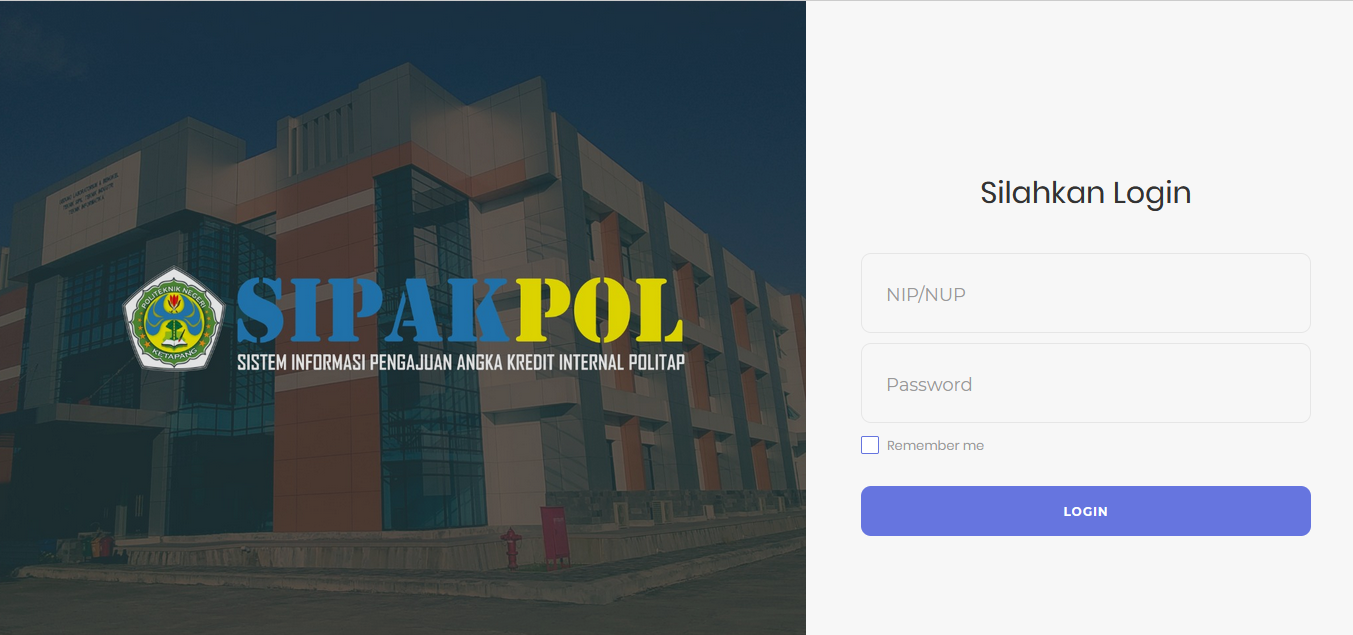 POLITEKNIK NEGERI
KETAPANG
SIPAKPOL
SISTEM INFORMASI PENGAJUAN ANGKA KREDIT INTERNAL POLITAP
Silahkan Login
NIP/NUP
Password
Remember me
LOGIN